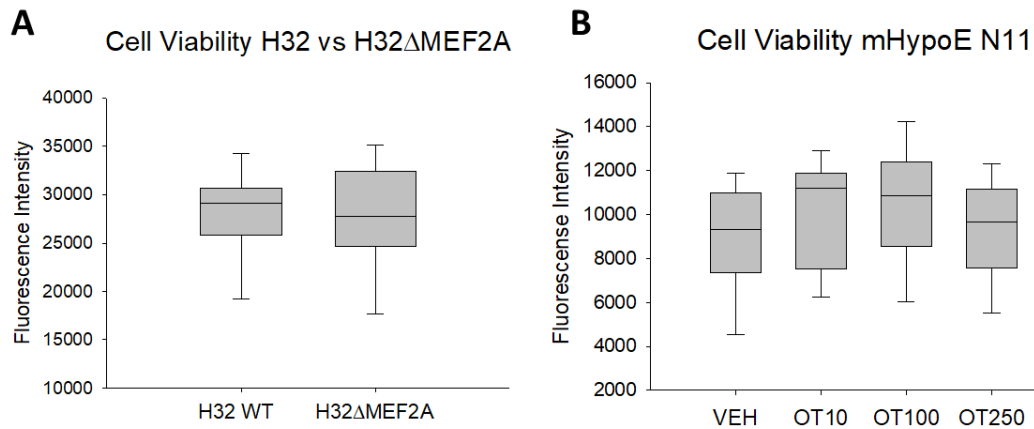 A
Cell Viability H32 vs H32ΔMEF2A
Fluorescence Intensity
40000
35000
30000
25000
20000
15000
10000
H32 WT H32ΔMEF2A
B
Cell Viability mHypoE N11
Fluorescense Intensity
16000
14000
12000
10000
8000
6000
4000
2000
VEH OT10 OT100 OT250